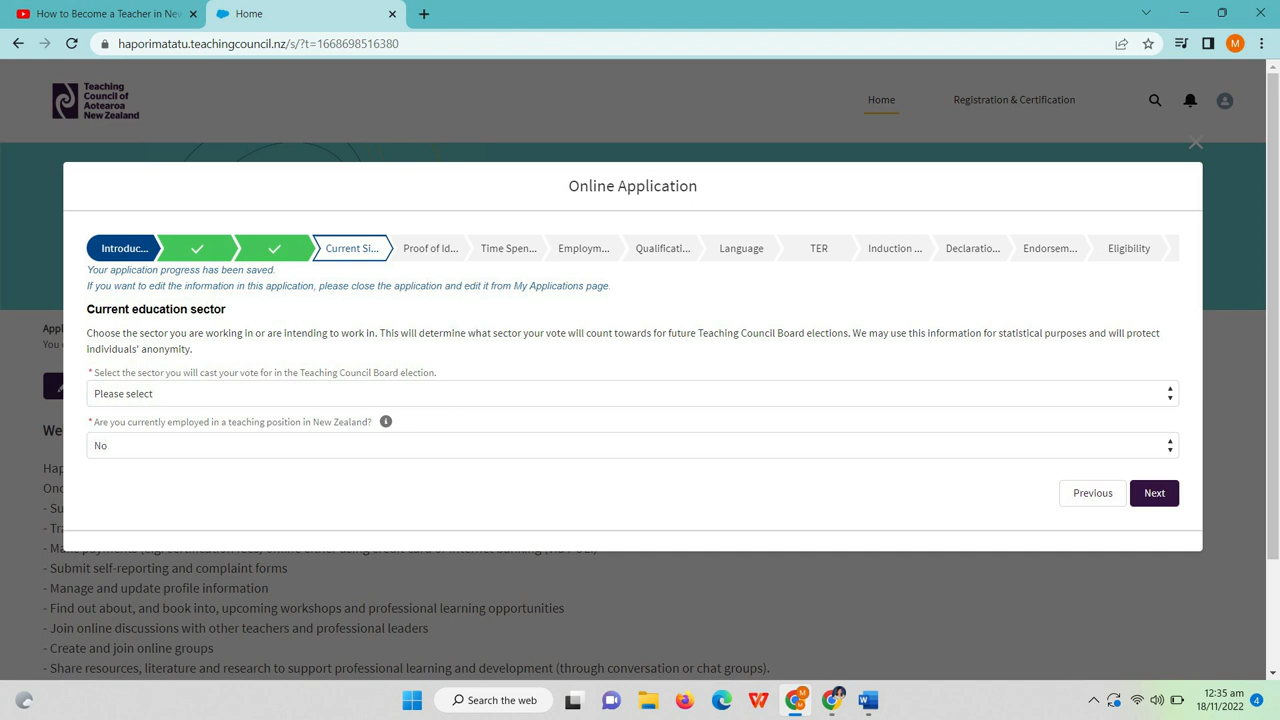 How to Become a Teacher in New
Home
haporimatatu.teachingcouncil.nz/s/?t=1668698516380
M
Teaching
Council of
Aotearoa
New Zealand
Home
Registration & Certification
Online Application
Introduc...
Current Si...
Proof of Id...
Time Spen...
Employm...
Qualificati...
Language
TER
Induction ...
Declaratio...
Endorsem...
Eligibility
Your application progress has been saved.
If you want to edit the information in this application, please close the application and edit it from My Applications page.
Current education sector
Choose the sector you are working in or are intending to work in. This will determine what sector your vote will count towards for future Teaching Council Board elections. We may use this information for statistical purposes and will protect
individuals' anonymity.
* Select the sector you will cast your vote for in the Teaching Council Board election.
Please select
* Are you currently employed in a teaching position in New Zealand?
No
Previous
Next
Appl
You
We
Hap
Onc
- Su
- Tra
- Submit self-reporting and complaint forms
- Manage and update profile information
- Find out about, and book into, upcoming workshops and professional learning opportunities
- Join online discussions with other teachers and professional leaders
- Create and join online groups
- Share resources, literature and research to support professional learning and development (through conversation or chat groups).
Search the web
12:35 am
18/11/2022
4